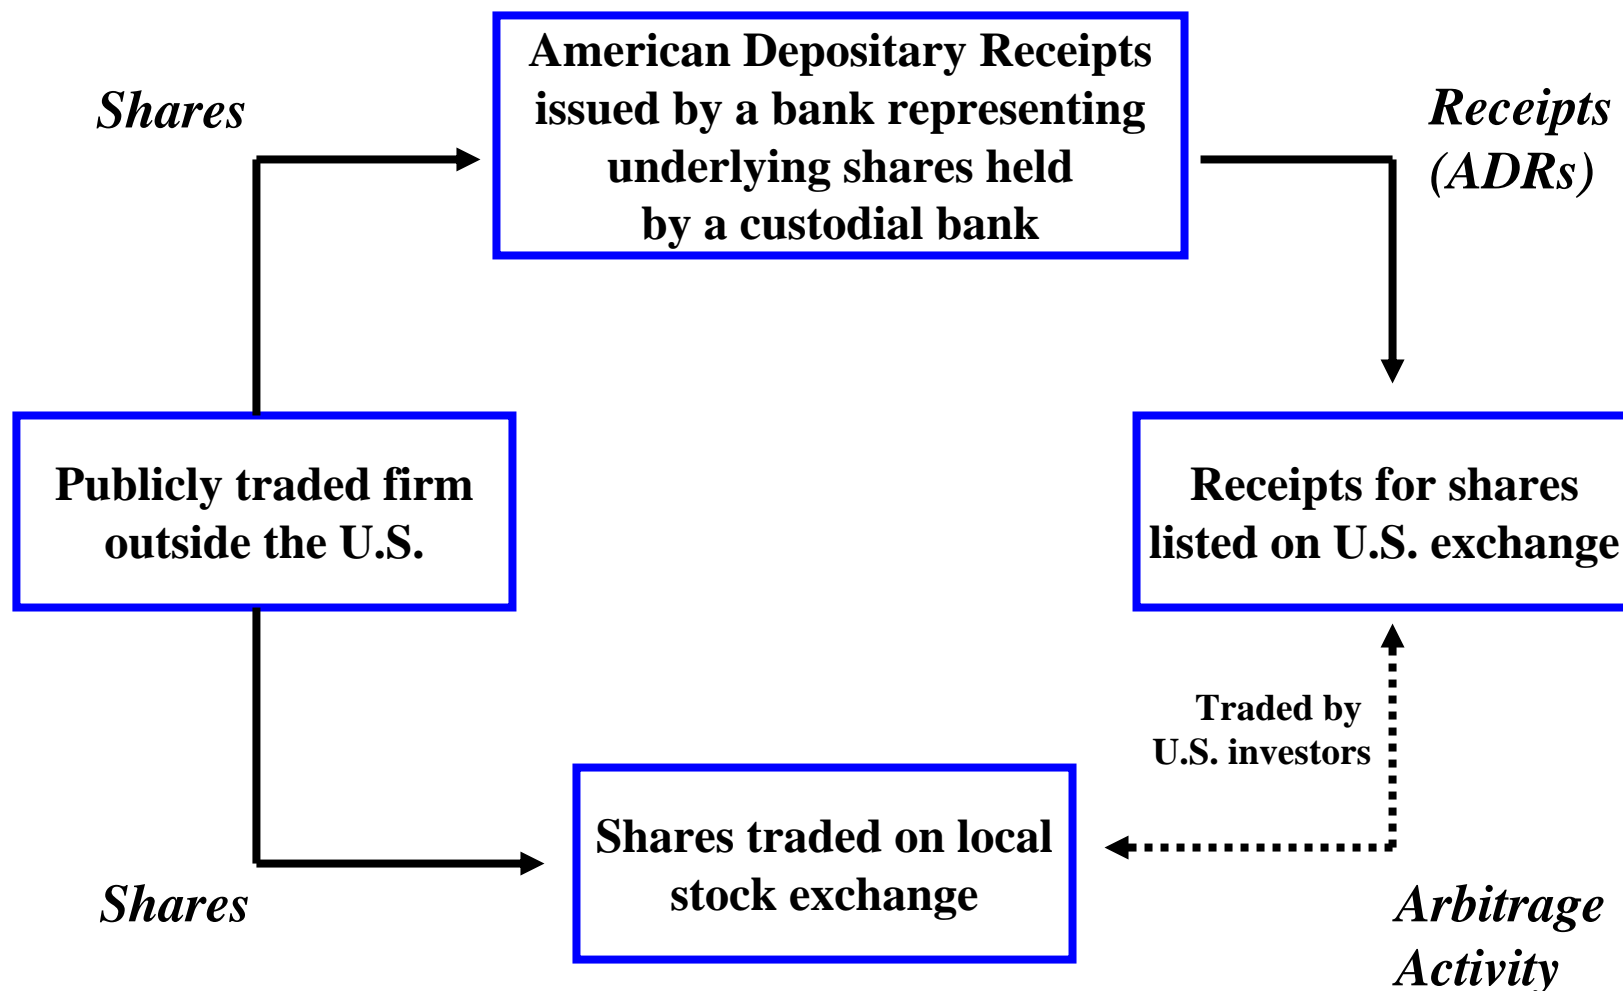 American Depositary Receipts
issued by a bank representing
underlying shares held
by a custodial bank
Shares
Receipts
(ADRs)
Publicly traded firm
outside the U.S.
Receipts for shares
listed on U.S. exchange
Traded by
U.S. investors
Shares traded on local
stock exchange
Shares
Arbitrage
Activity